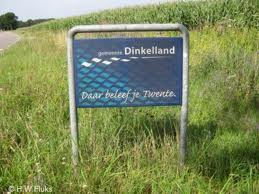 gemeente Dinkelland
Daar beleef je Twente.
© H.W.Fluks